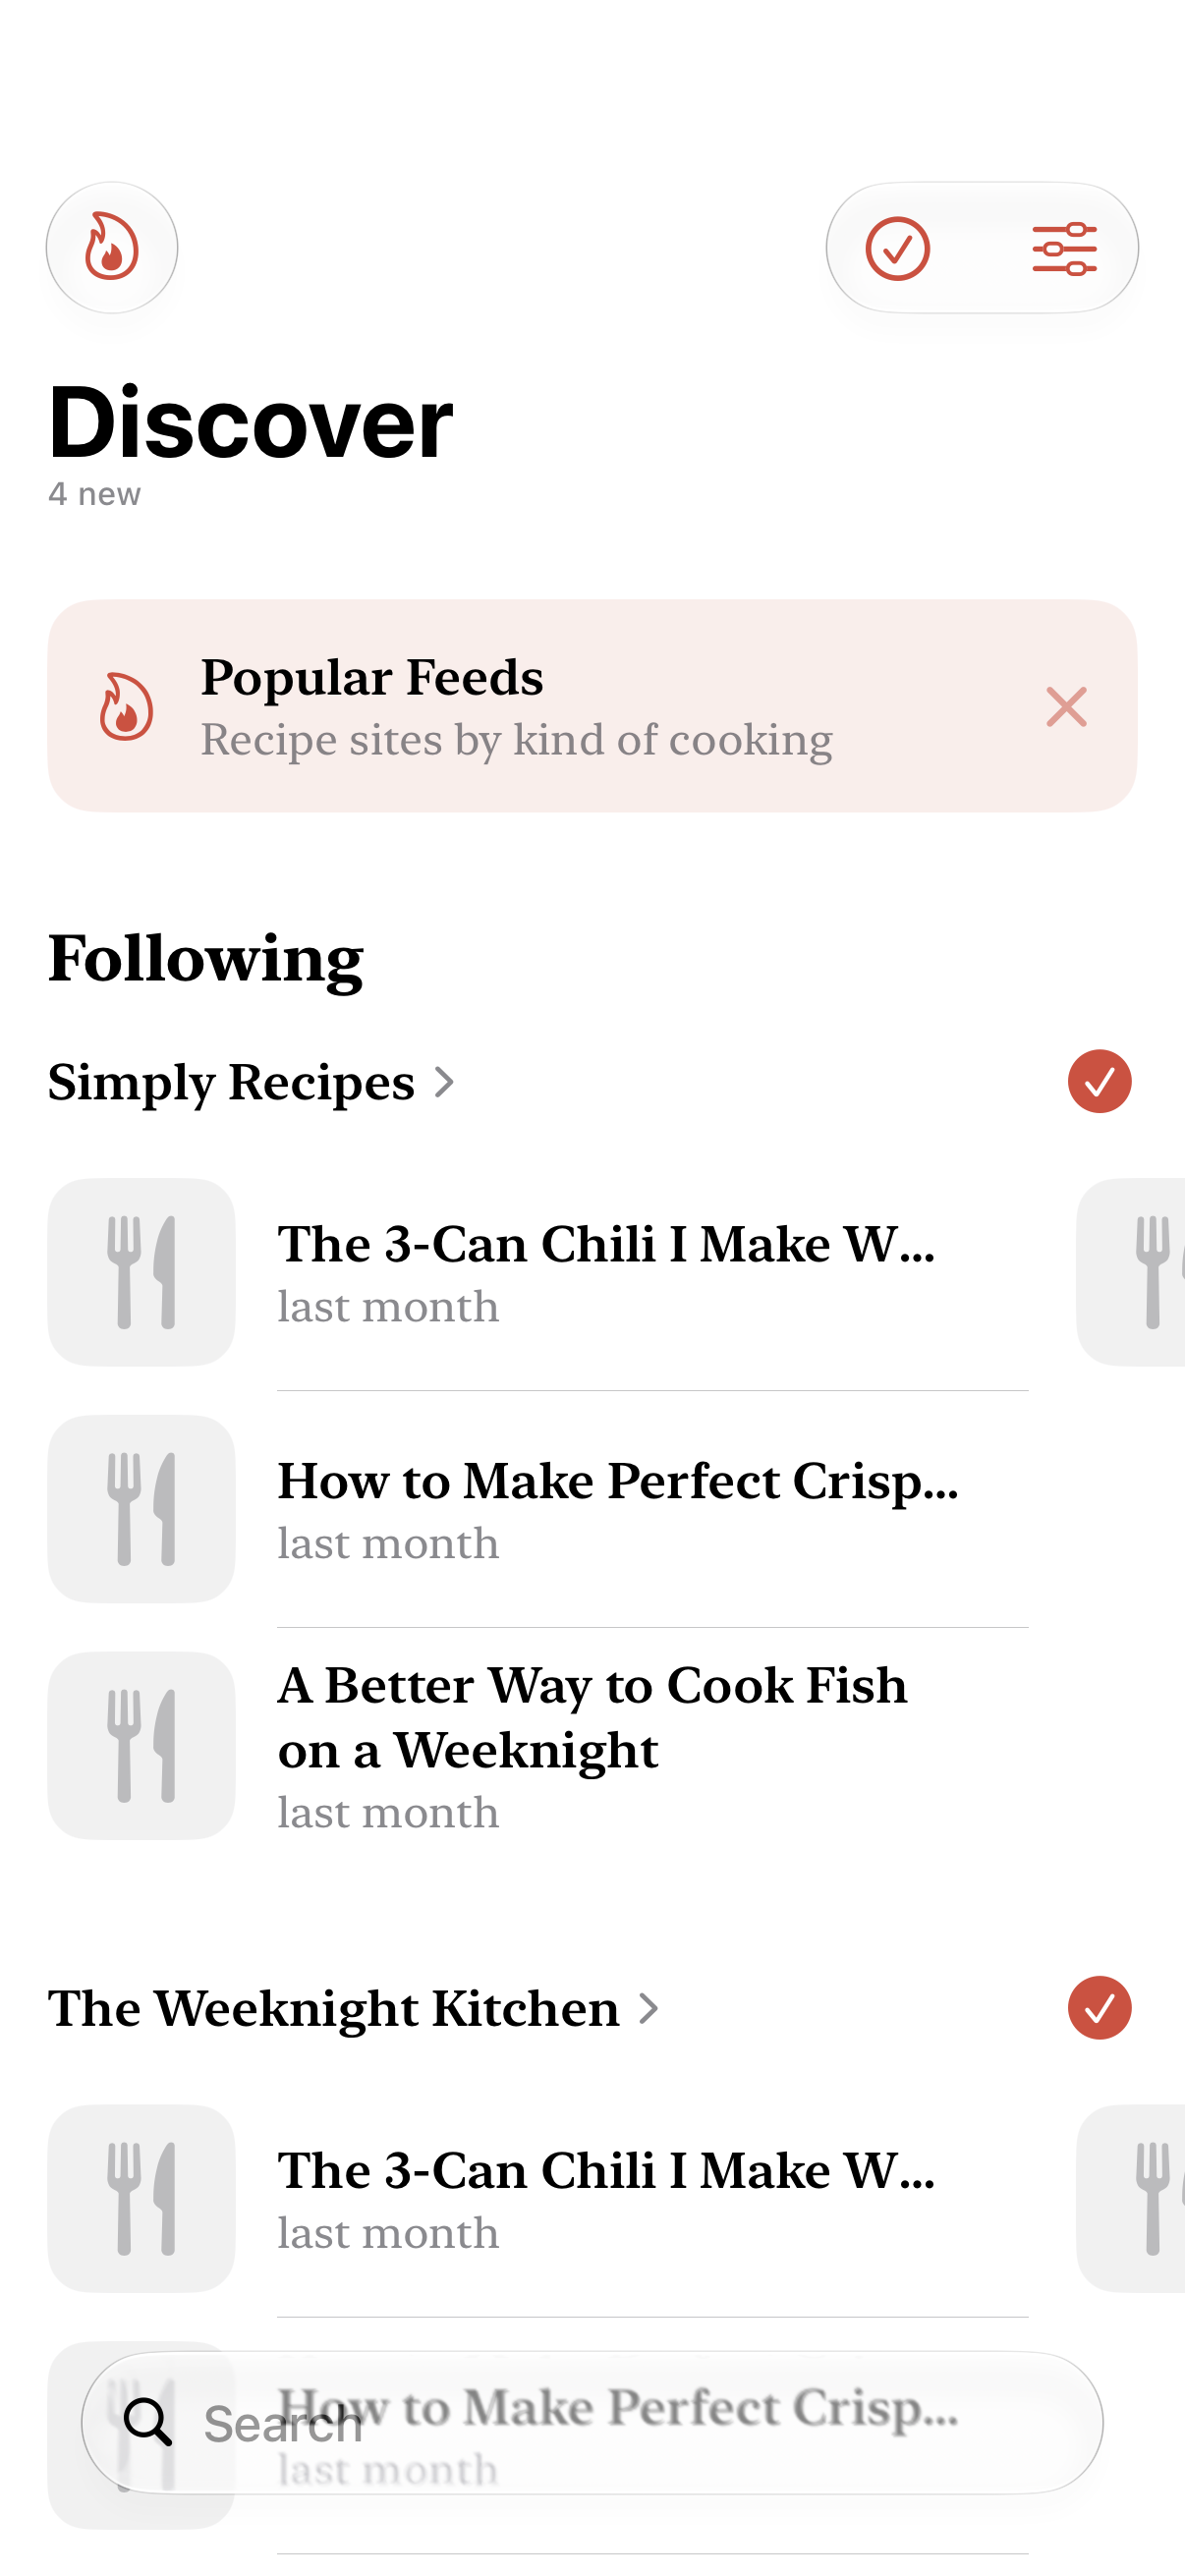 Discover
4 new
Popular Feeds
Recipe sites by kind of cooking
Following
Simply Recipes
The 3-Can Chili I Make W...
last month
How to Make Perfect Crisp...
last month
A Better Way to Cook Fish
on a Weeknight
last month
The Weeknight Kitchen
The 3-Can Chili I Make W...
last month
How to Make Perfect Crisp...
Search
last month